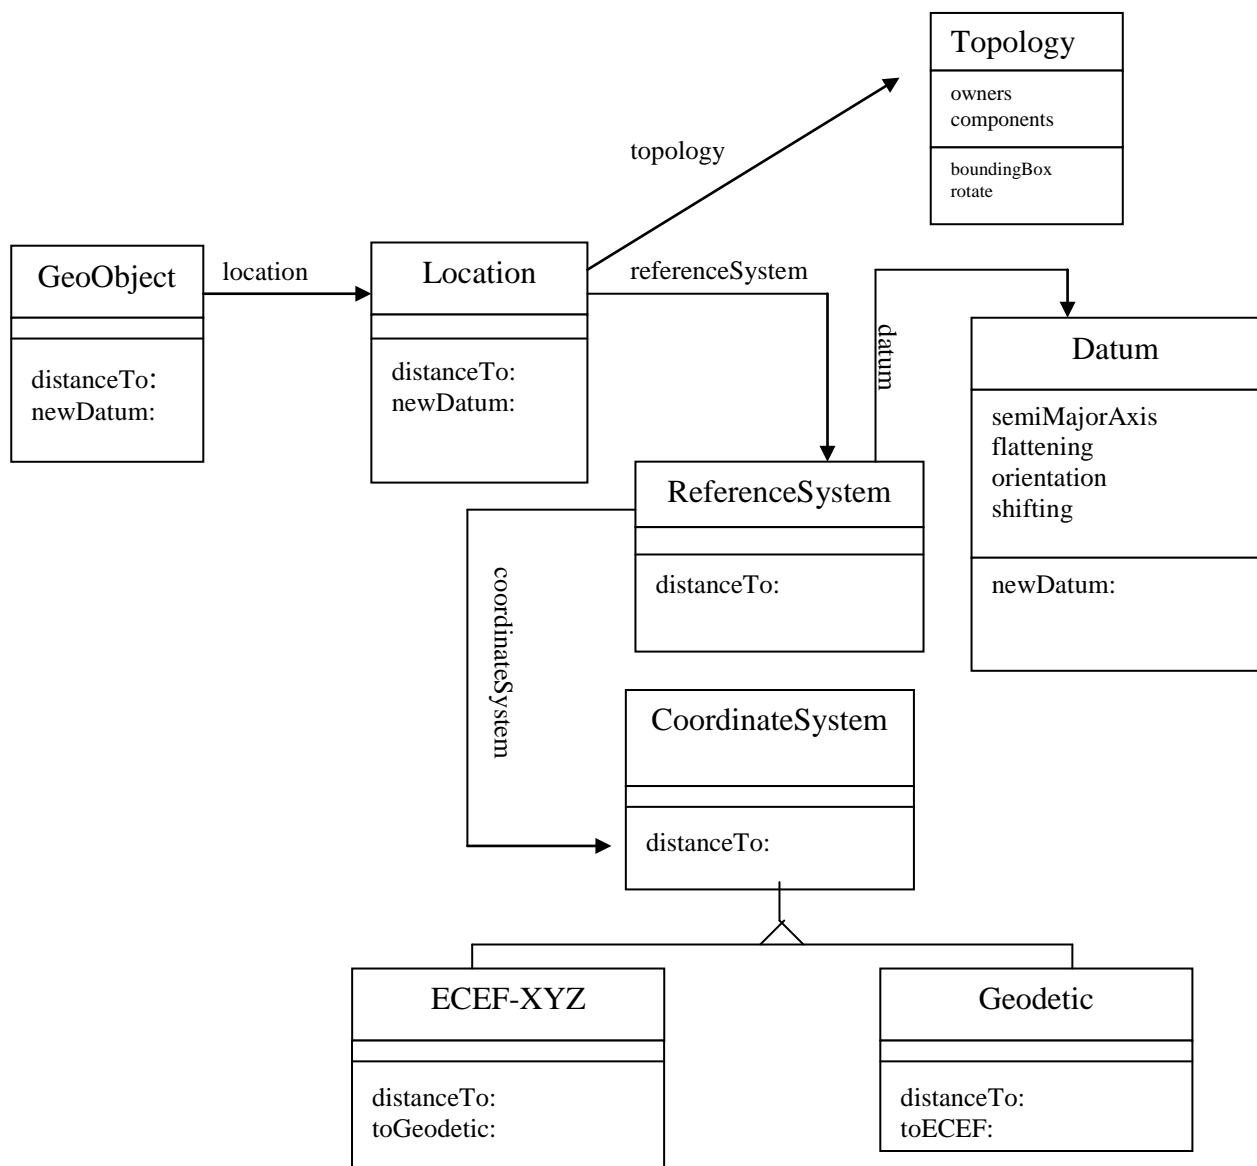 Topology
owners
components
boundingBox
rotate
topology
GeoObject
distanceTo:
newDatum:
location
Location
distanceTo:
newDatum:
referenceSystem
datum
Datum
semiMajorAxis
flattening
orientation
shifting
newDatum:
ReferenceSystem
distanceTo:
coordinateSystem
CoordinateSystem
distanceTo:
ECEF-XYZ
distanceTo:
toGeodetic:
Geodetic
distanceTo:
toECEF: